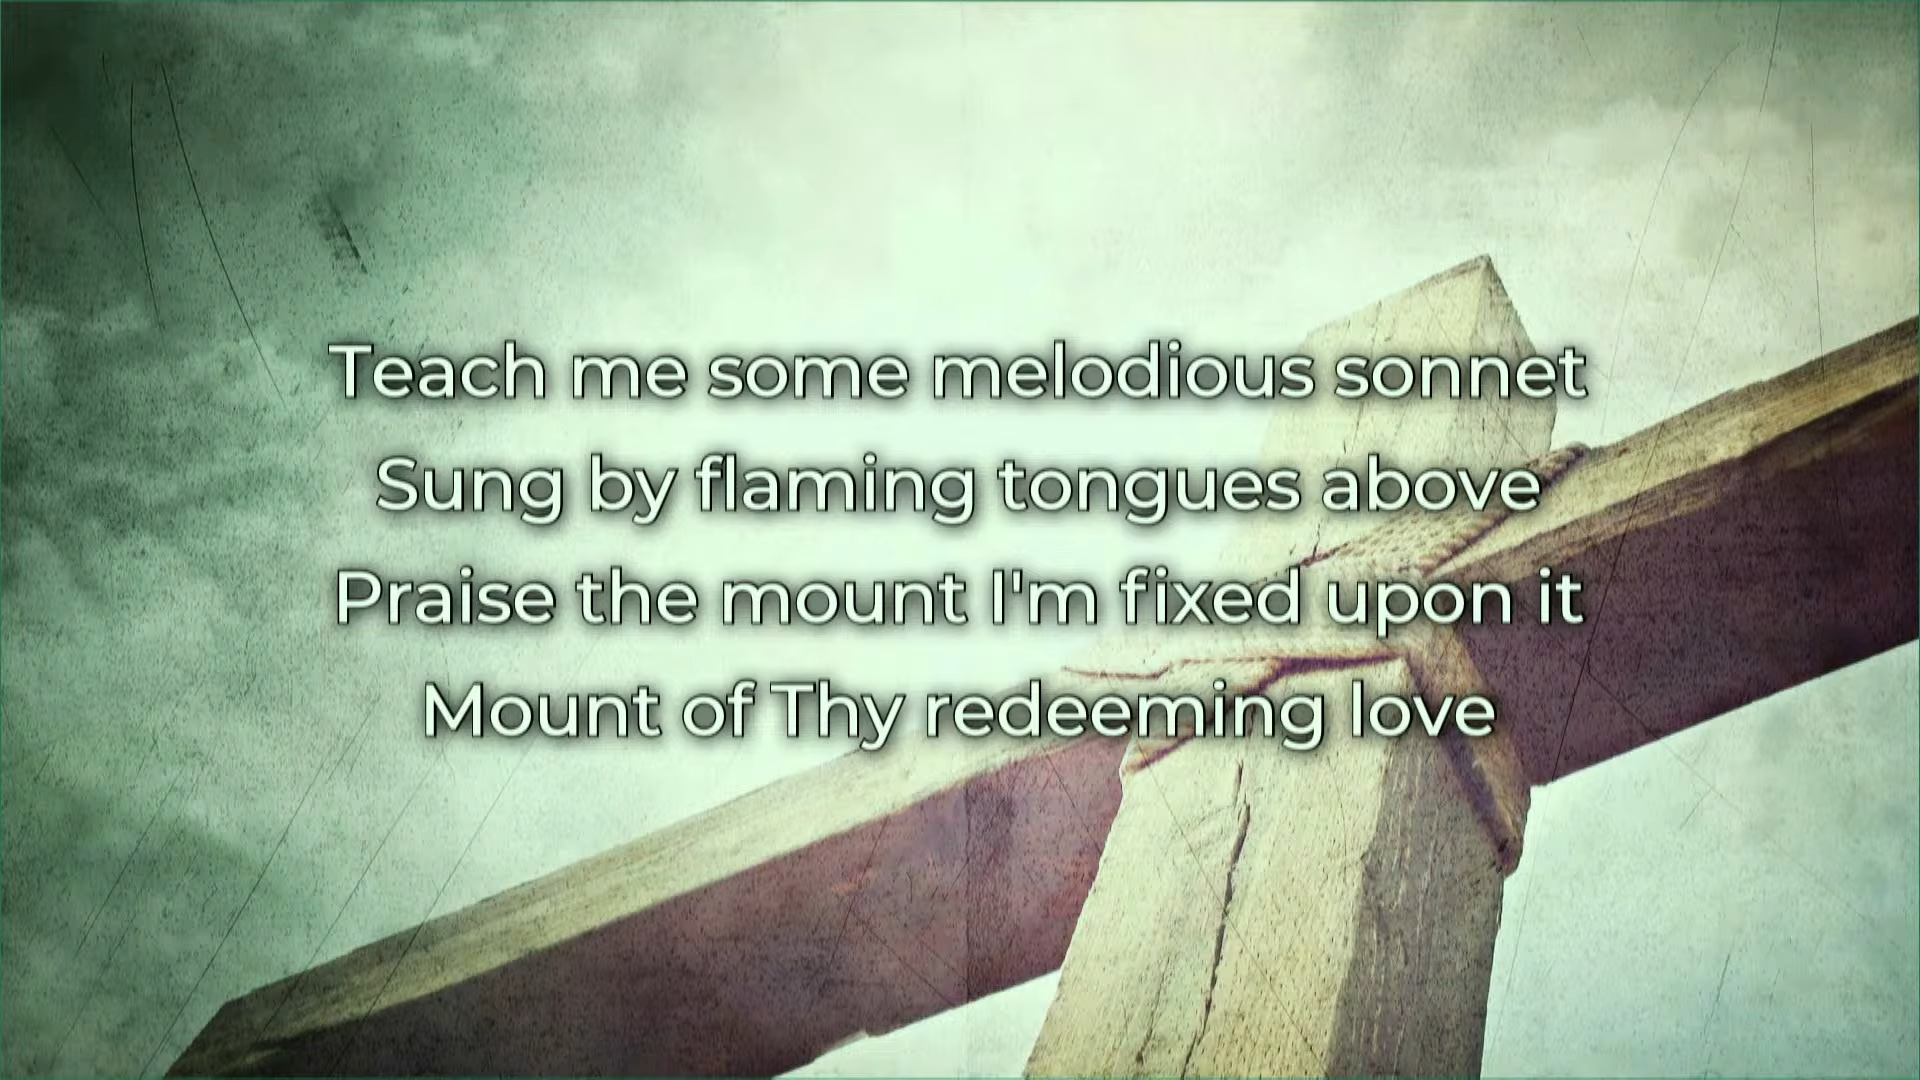 Teach me some melodious sonnet
Sung by flaming tongues above
Praise the mount I'm fixed upon it
Mount of Thy redeeming love